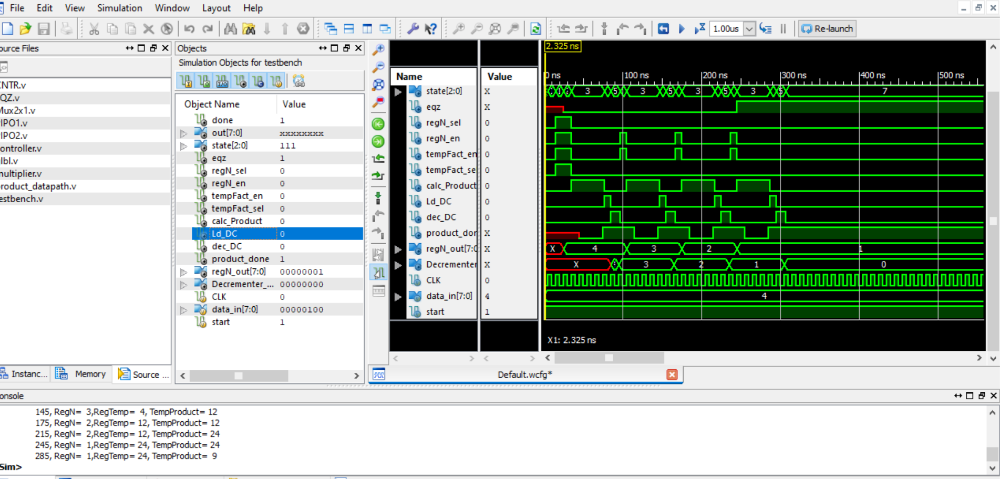 File Edit View Simulation Window Layout Help
1.00us Re-launch
ource Files
NTR.v
QZ.v
Mux2x1.v
IPO1.v
IPO2.v
ontroller.v
lbl.v
nultiplier.v
roduct_datapath.v
estbench.v
Instanc... Memory Source ...
Objects
Simulation Objects for testbench
Object Name Value
done 1
out[7:0] xxxxxxxx
state[2:0] 111
eqz 1
regN_sel 0
regN_en 0
tempFact_en 0
tempFact_sel 0
calc_Product 0
Ld_DC 0
dec_DC 0
product_done 1
regN_out[7:0] 00000001
Decrementer_... 00000000
CLK 0
data_in[7:0] 00000100
start 1
2.325 ns
Name Value 0 ns 100 ns 200 ns 300 ns 400 ns 500 ns
state[2:0] X 3 5 3 5 3 5 3 5 7
eqz X
regN_sel 0
regN_en 0
tempFact_en 0
tempFact_se 0
calc_Product 0
Ld_DC 0
dec_DC 0
product_don X
regN_out[7:0 X X 4 3 2 1
Decrementer X X 3 2 1 0
CLK 0
data_in[7:0] 4 4
start 1
X1: 2.325 ns
Default.wcfg*
onsole
145, RegN= 3,RegTemp= 4, TempProduct= 12
175, RegN= 2,RegTemp= 12, TempProduct= 12
215, RegN= 2,RegTemp= 12, TempProduct= 24
245, RegN= 1,RegTemp= 24, TempProduct= 24
285, RegN= 1,RegTemp= 24, TempProduct= 9
Sim>